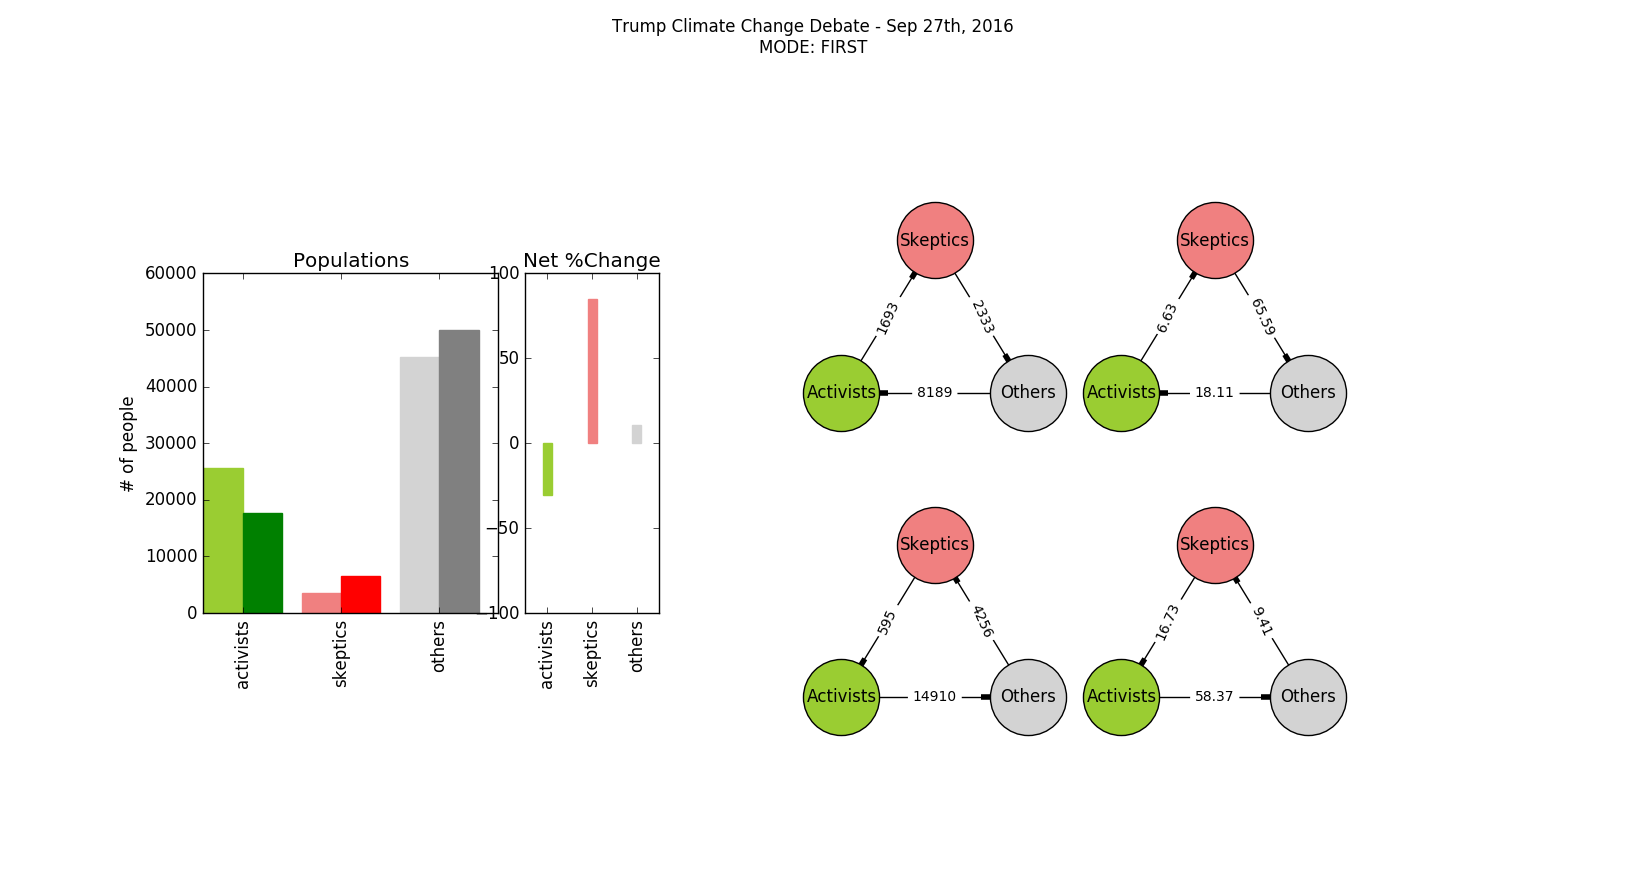 Trump Climate Change Debate - Sep 27th, 2016
MODE: FIRST
Populations
# of people
60000
50000
40000
30000
20000
10000
0
activists
skeptics
others
Net %Change
100
50
0
−50
−100
activists
skeptics
others
Skeptics
1693
2333
Activists
8189
Others
Skeptics
6.63
65.59
Activists
18.11
Others
Skeptics
595
4256
Activists
14910
Others
Skeptics
16.73
9.41
Activists
58.37
Others